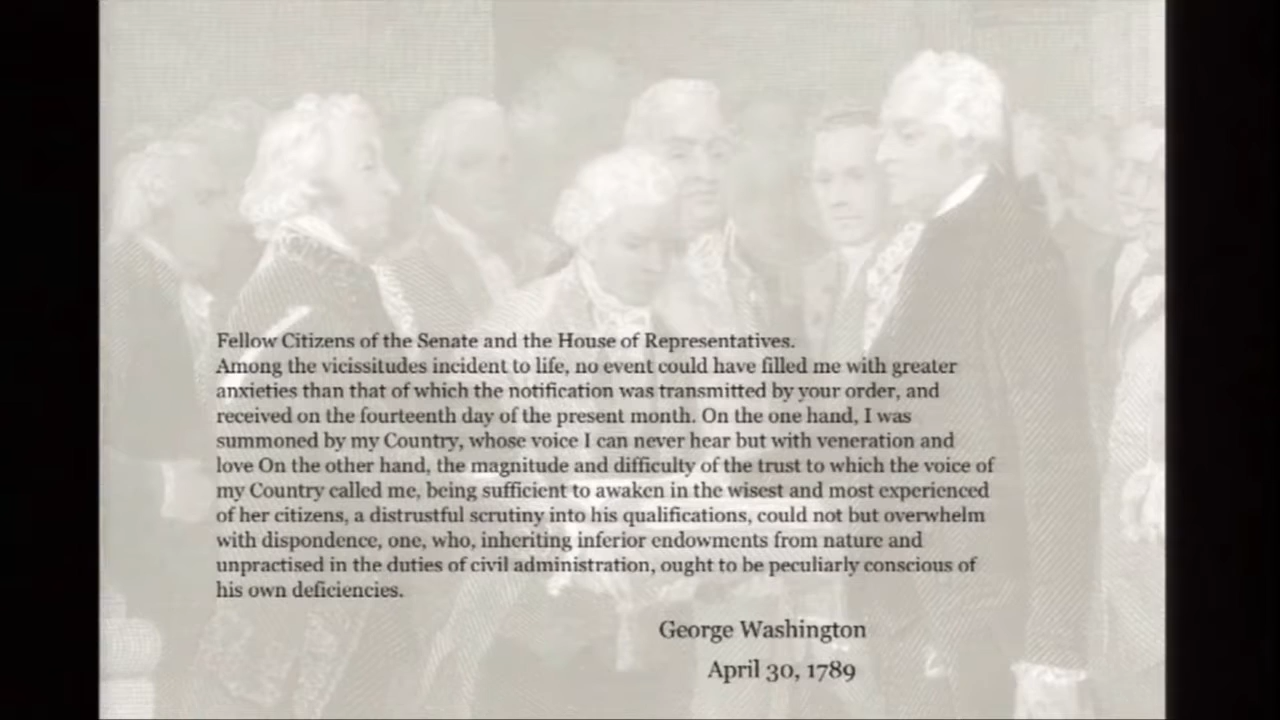 Fellow Citizens of the Senate and the House of Representatives.
Among the vicissitudes incident to life, no event could have filled me with greater
anxieties than that of which the notification was transmitted by your order, and
received on the fourteenth day of the present month. On the one hand, I was
summoned by my Country, whose voice I can never hear but with veneration and
love On the other hand, the magnitude and difficulty of the trust to which the voice of
my Country called me, being sufficient to awaken in the wisest and most experienced
of her citizens, a distrustful scrutiny into his qualifications, could not but overwhelm
with dispondence, one, who, inheriting inferior endowments from nature and
unpractised in the duties of civil administration, ought to be peculiarly conscious of
his own deficiencies.
George Washington
April 30, 1789